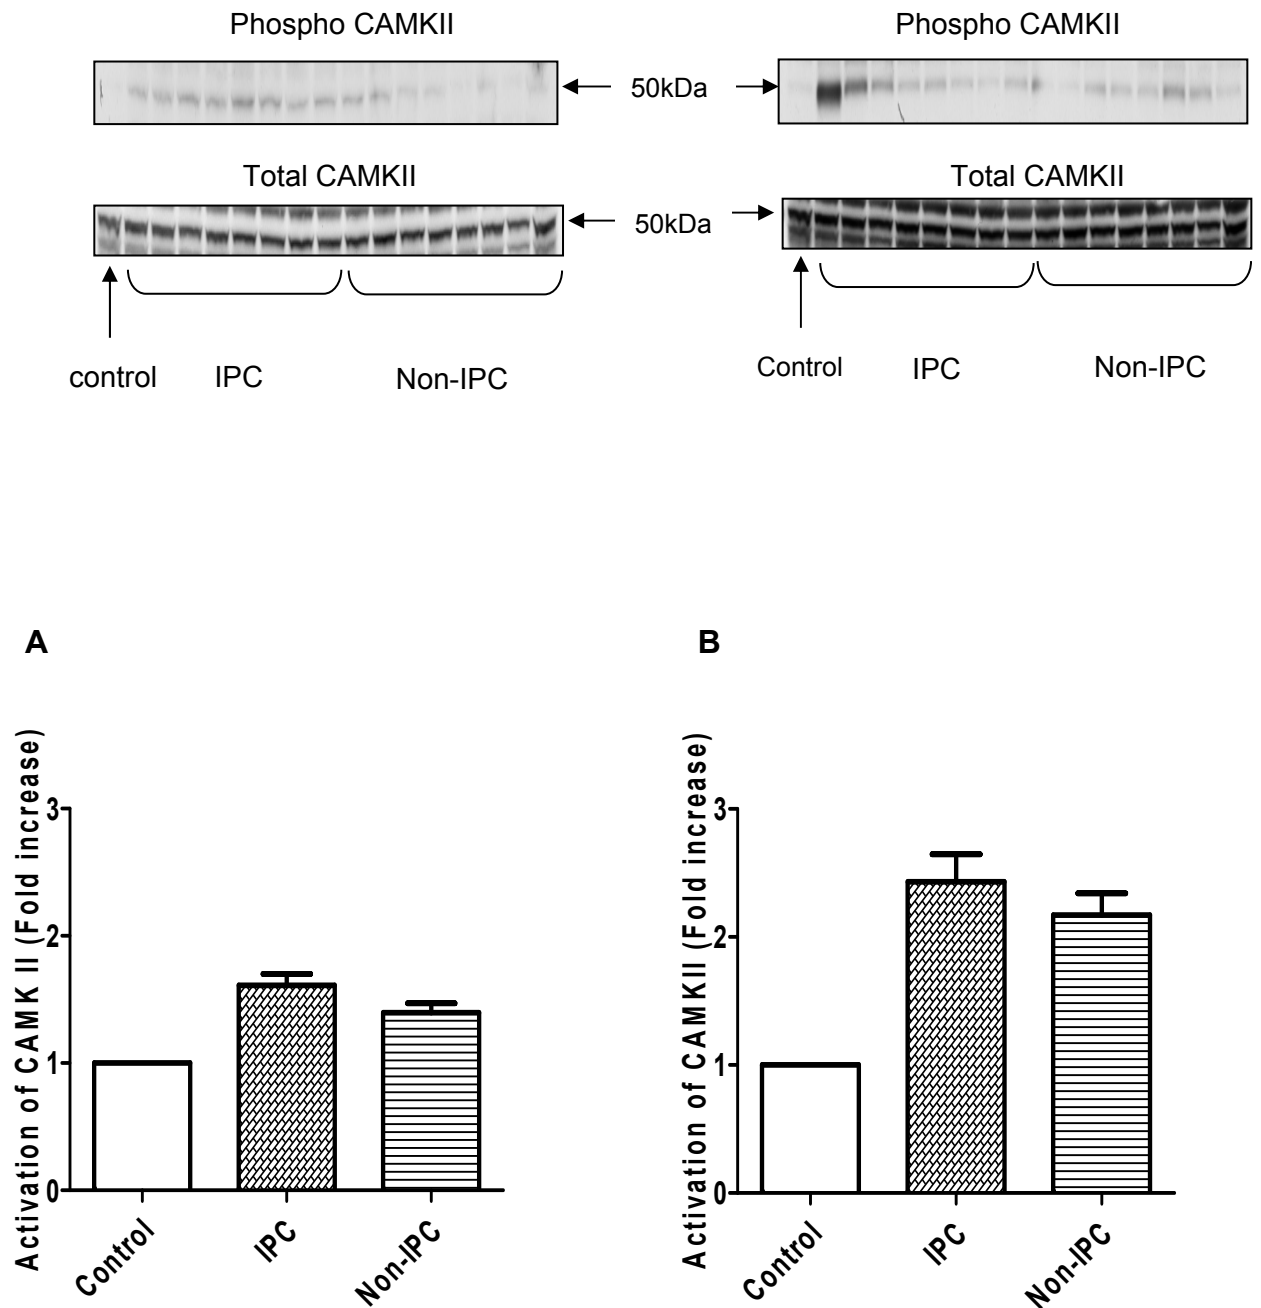 Phospho CAMKII
Phospho CAMKII
50kDa
Total CAMKII
Total CAMKII
50kDa
control
IPC
Non-IPC
Control
IPC
Non-IPC
A
B
Activation of CAMK II (Fold increase)
3
2
1
0
Control
IPC
Non-IPC
Activation of CAMKII (Fold increase)
3
2
1
0
Control
IPC
Non-IPC